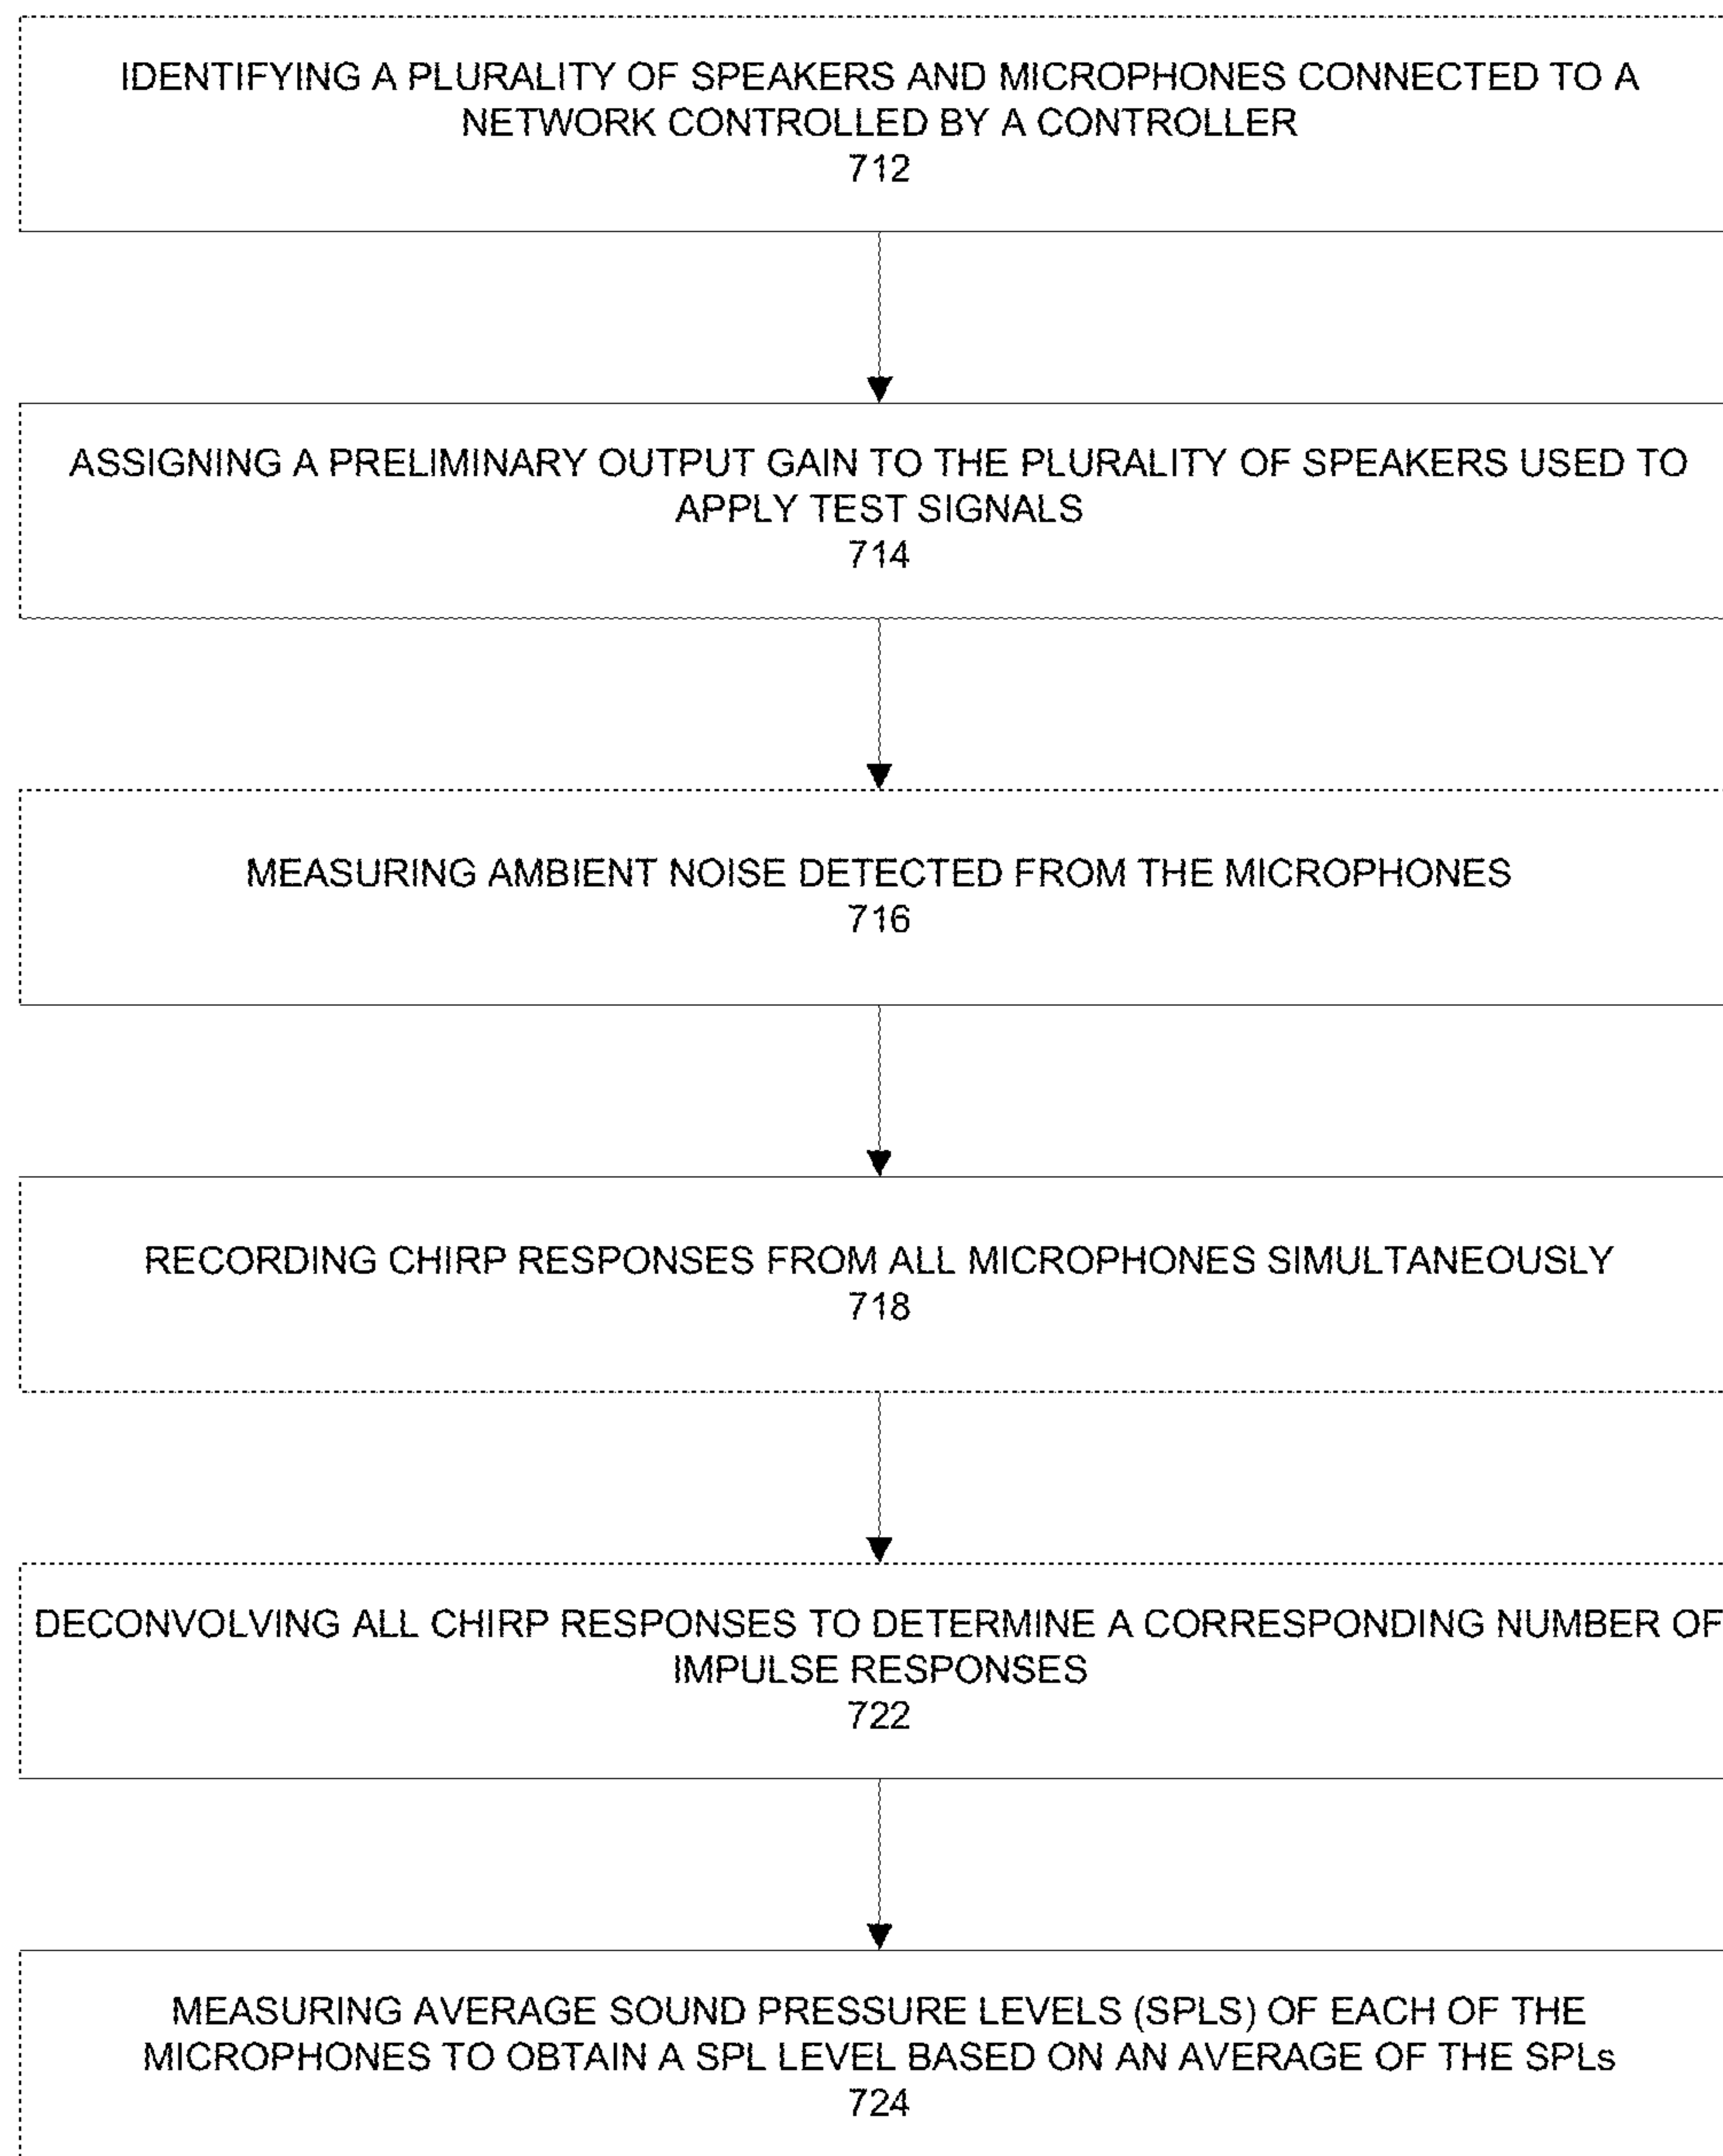 IDENTIFYING A PLURALITY OF SPEAKERS AND MICROPHONES CONNECTED TO A
NETWORK CONTROLLED BY A CONTROLLER
712
ASSIGNING A PRELIMINARY OUTPUT GAIN TO THE PLURALITY OF SPEAKERS USED TO
APPLY TEST SIGNALS
714
MEASURING AMBIENT NOISE DETECTED FROM THE MICROPHONES
716
RECORDING CHIRP RESPONSES FROM ALL MICROPHONES SIMULTANEOUSLY
718
DECONVOLVING ALL CHIRP RESPONSES TO DETERMINE A CORRESPONDING NUMBER OF
IMPULSE RESPONSES
722
MEASURING AVERAGE SOUND PRESSURE LEVELS (SPLS) OF EACH OF THE
MICROPHONES TO OBTAIN A SPL LEVEL BASED ON AN AVERAGE OF THE SPLs
724